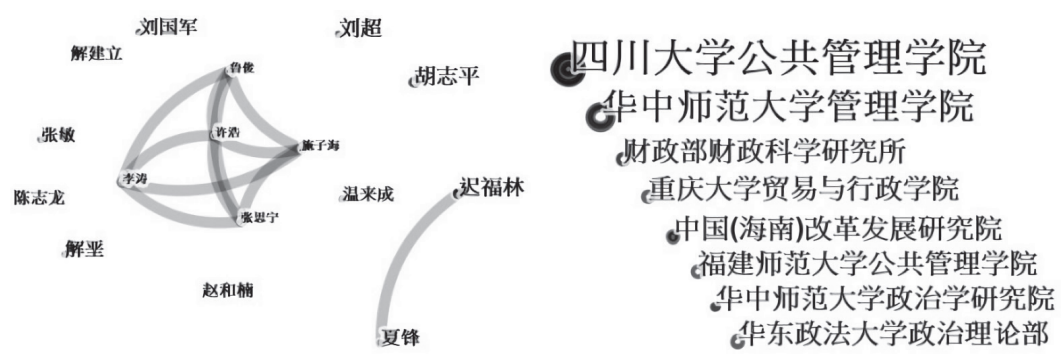 刘国军
刘超
解建立
鲁俊
胡志平
张敏
许浩
施子海
李涛
陈志龙
温来成
迟福林
张思宁
解垩
赵和楠
夏锋
四川大学公共管理学院
华中师范大学管理学院
财政部财政科学研究所
重庆大学贸易与行政学院
中国(海南)改革发展研究院
福建师范大学公共管理学院
华中师范大学政治学研究院
华东政法大学政治理论部